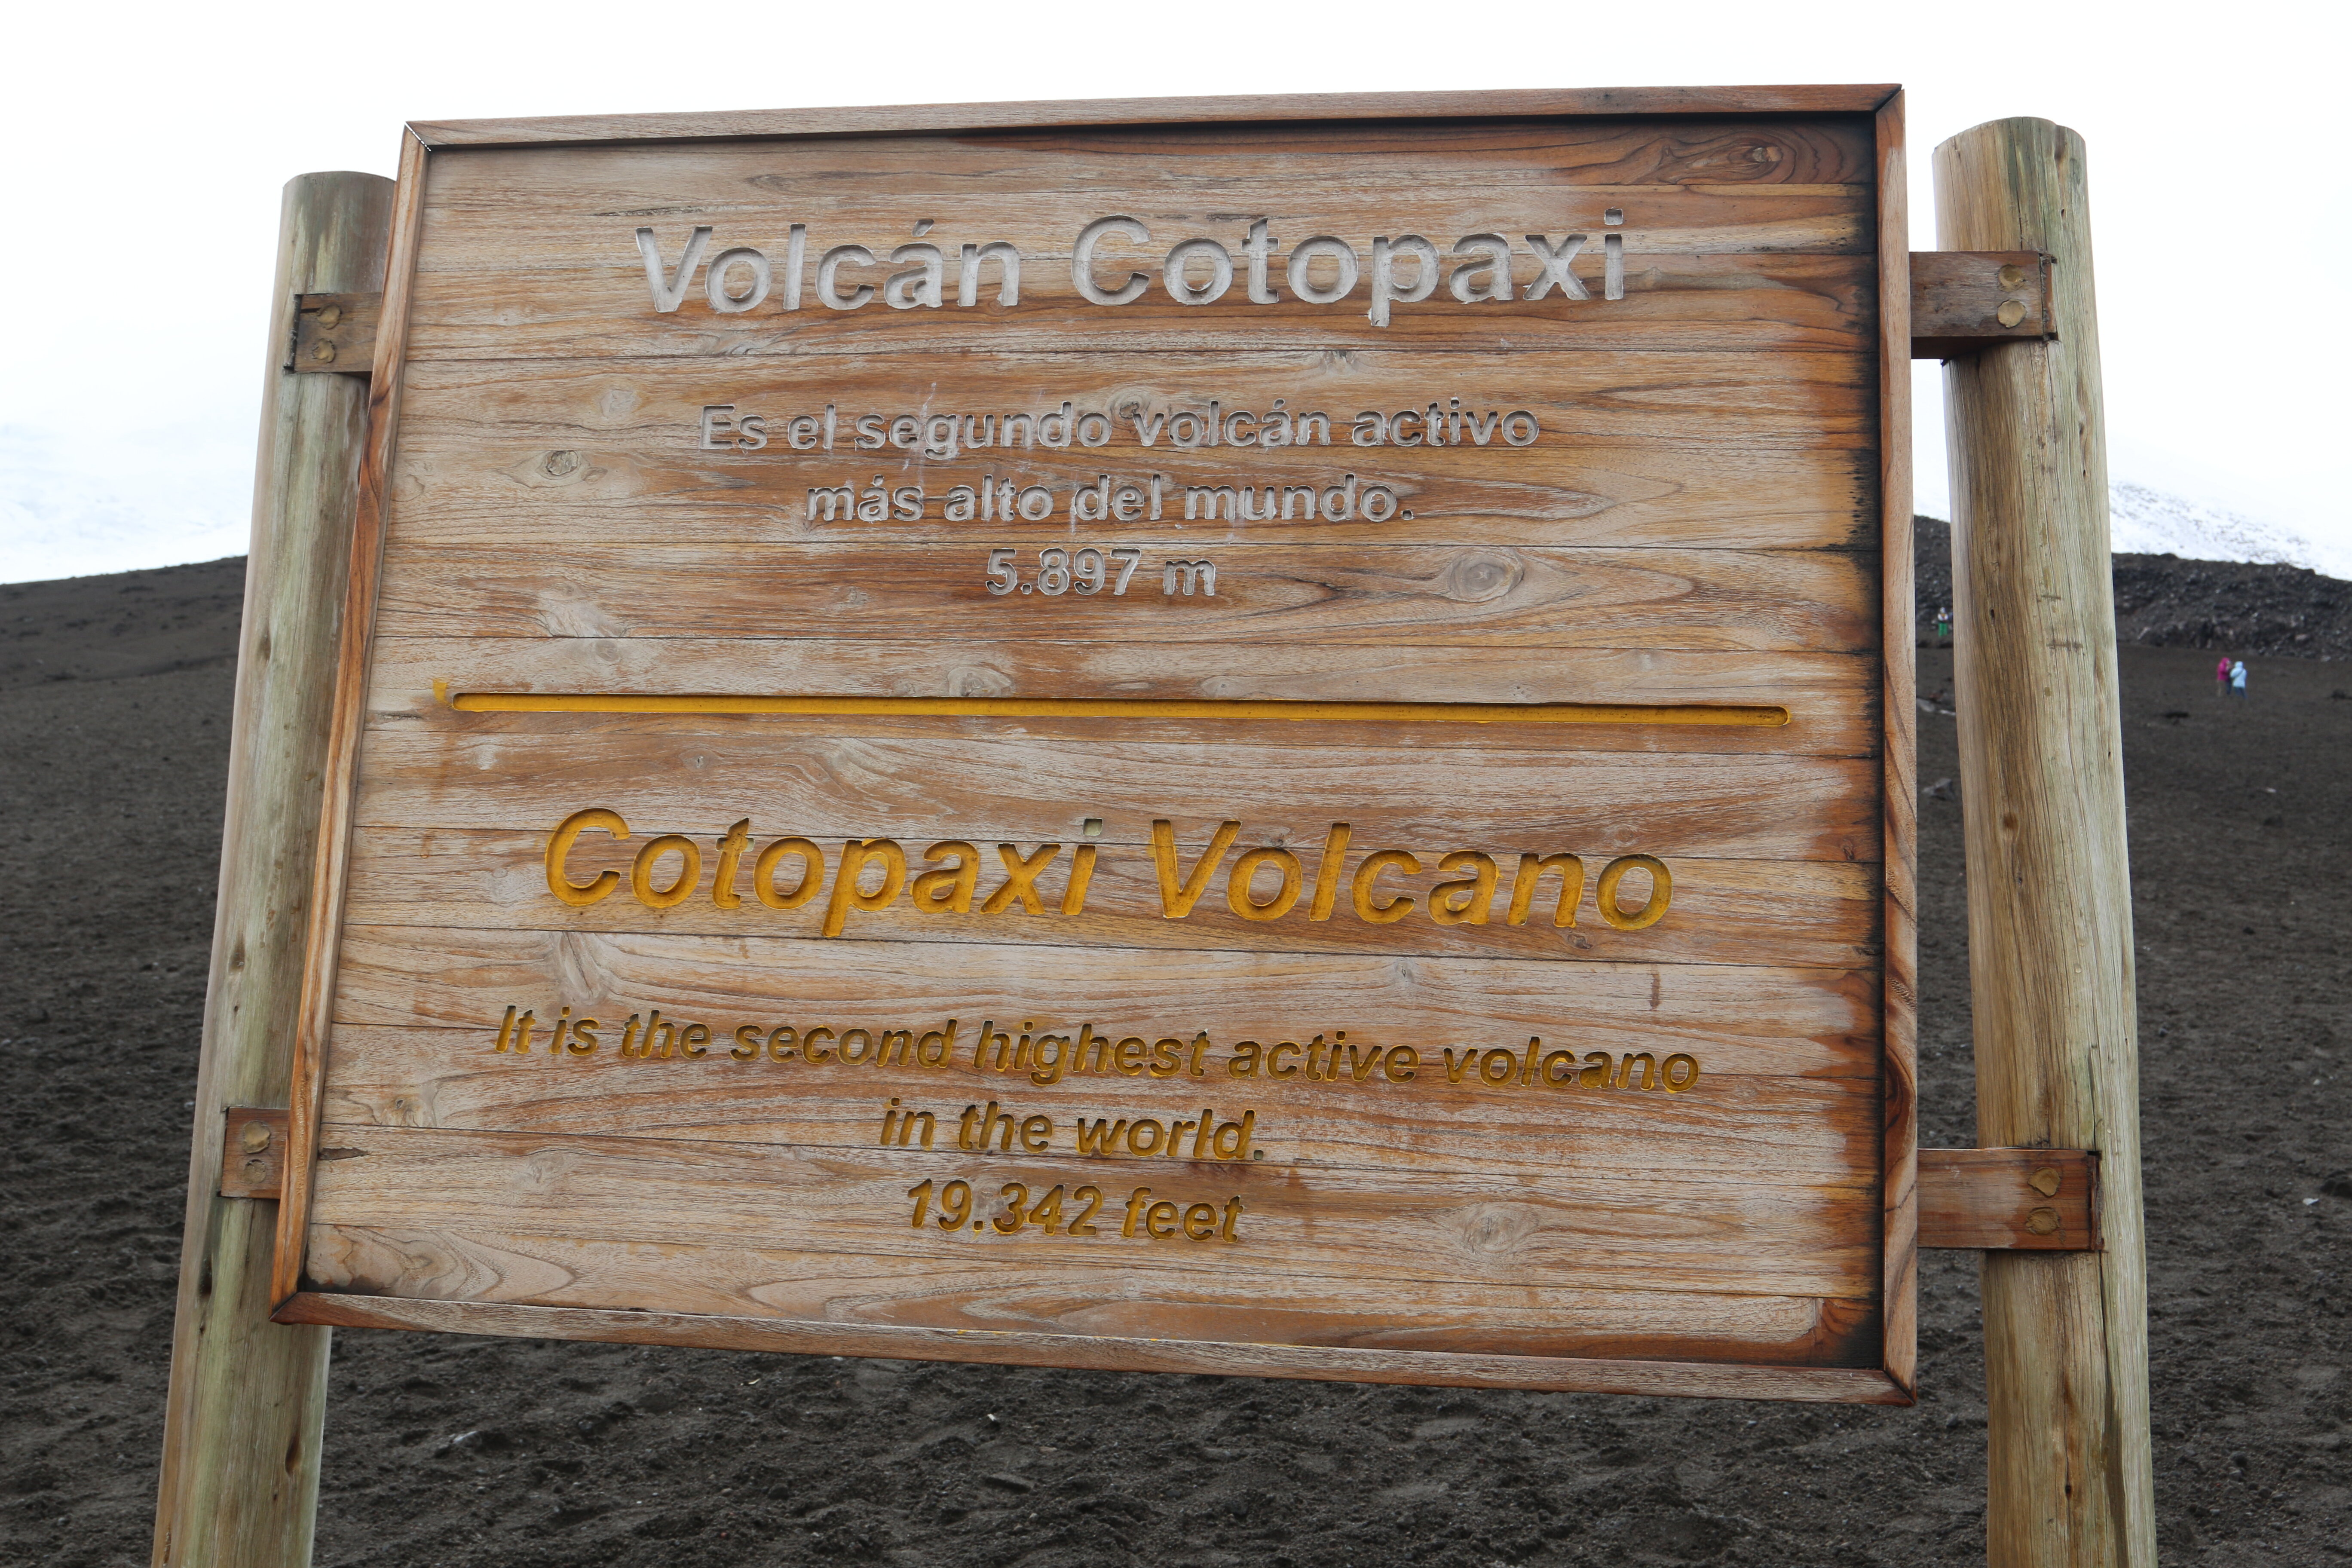 Volcán Cotopaxi
Es el segundo volcán activo
más alto del mundo.
5.897 m
Cotopaxi Volcano
It is the second highest active volcano
in the world.
19.342 feet